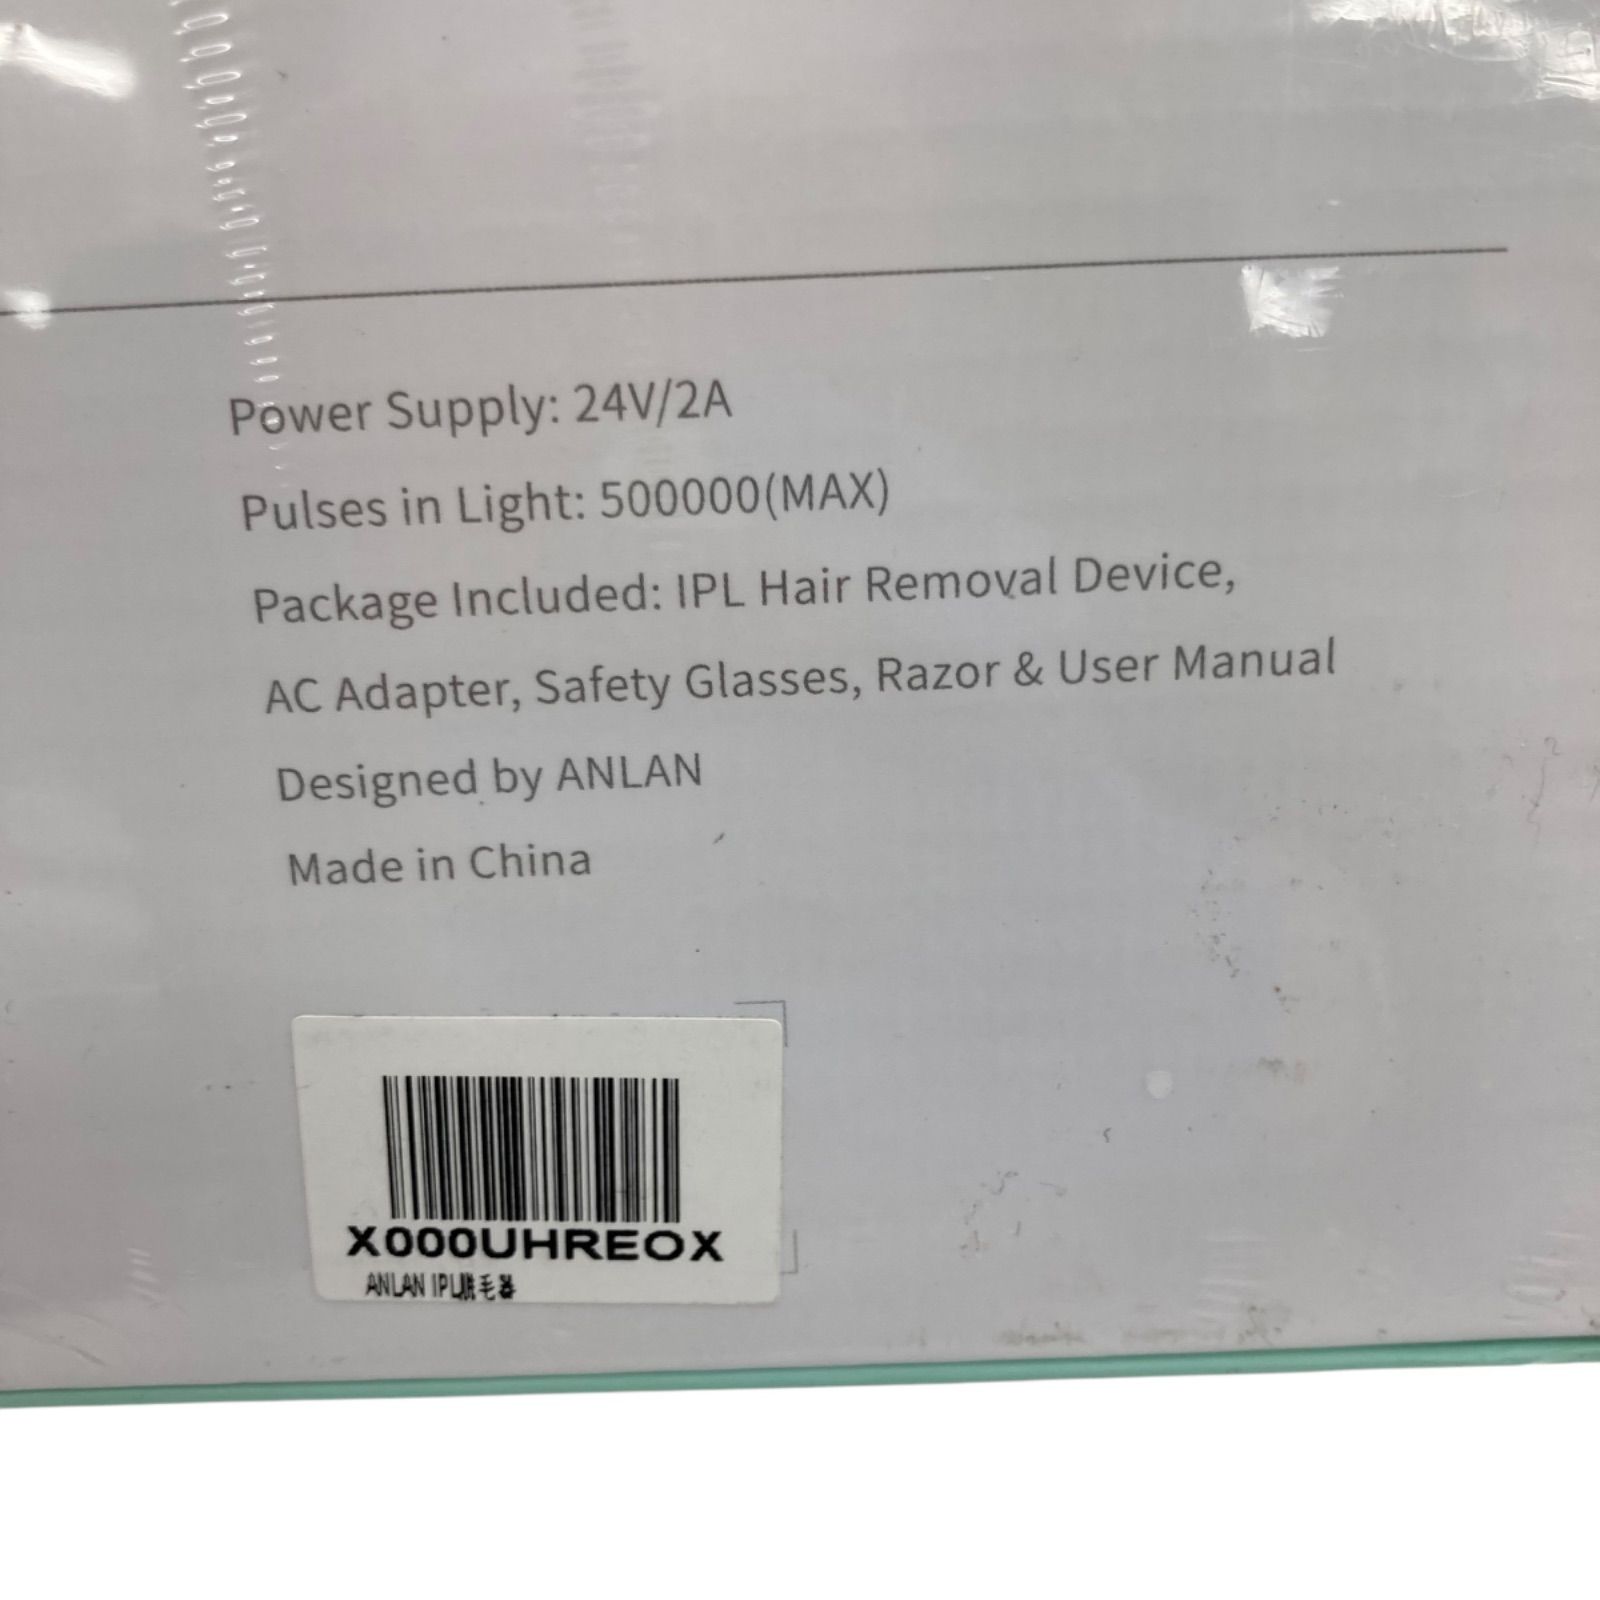 Power Supply: 24V/2A
Pulses in Light: 500000(MAX)
Package Included: IPL Hair Removal Device,
AC Adapter, Safety Glasses, Razor & User Manual
Designed by ANLAN
Made in China
X000UHREOX
ANLAN IPL脱毛器